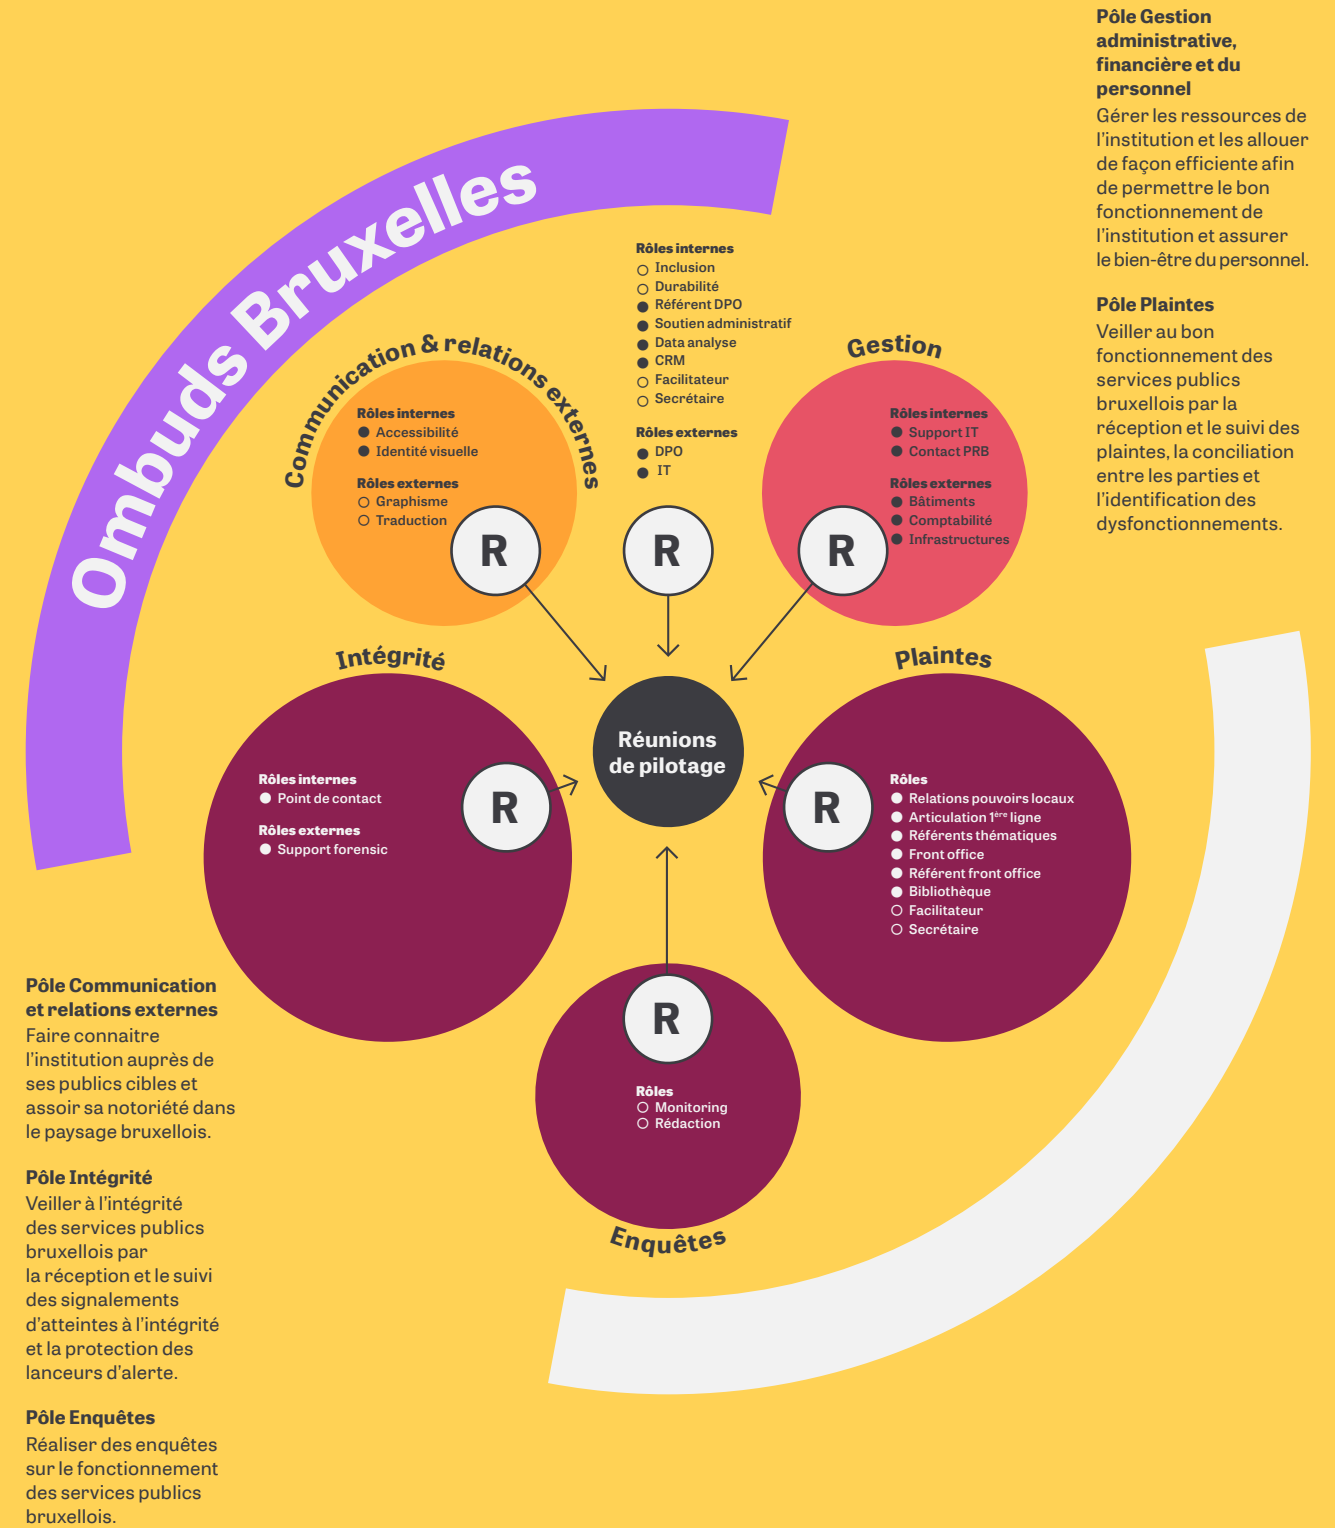 Pôle Gestion
administrative,
financière et du
personnel
Gérer les ressources de
l'institution et les allouer
de façon efficiente afin
de permettre le bon
fonctionnement de
l'institution et assurer
le bien-être du personnel.
Pôle Plaintes
Veiller au bon
fonctionnement des
services publics
bruxellois par la
réception et le suivi des
plaintes, la conciliation
entre les parties et
l'identification des
dysfonctionnements.
Ombuds Bruxelles
Rôles internes
Inclusion
Durabilité
Référent DPO
Soutien administratif
Data analyse
CRM
Facilitateur
Secrétaire
Rôles externes
DPO
IT
R
Communication & relations externes
Rôles internes
Accessibilité
Identité visuelle
Rôles externes
Graphisme
Traduction
R
Gestion
Rôles internes
Support IT
Contact PRB
Rôles externes
Bâtiments
Comptabilité
Infrastructures
R
Réunions
de pilotage
Intégrité
Rôles internes
Point de contact
Rôles externes
Support forensic
R
Plaintes
Rôles
Relations pouvoirs locaux
Articulation 1ère ligne
Référents thématiques
Front office
Référent front office
Bibliothèque
Facilitateur
Secrétaire
R
R
Rôles
Monitoring
Rédaction
Enquêtes
Pôle Communication
et relations externes
Faire connaitre
l'institution auprès de
ses publics cibles et
assoir sa notoriété dans
le paysage bruxellois.
Pôle Intégrité
Veiller à l'intégrité
des services publics
bruxellois par
la réception et le suivi
des signalements
d'atteintes à l'intégrité
et la protection des
lanceurs d'alerte.
Pôle Enquêtes
Réaliser des enquêtes
sur le fonctionnement
des services publics
bruxellois.